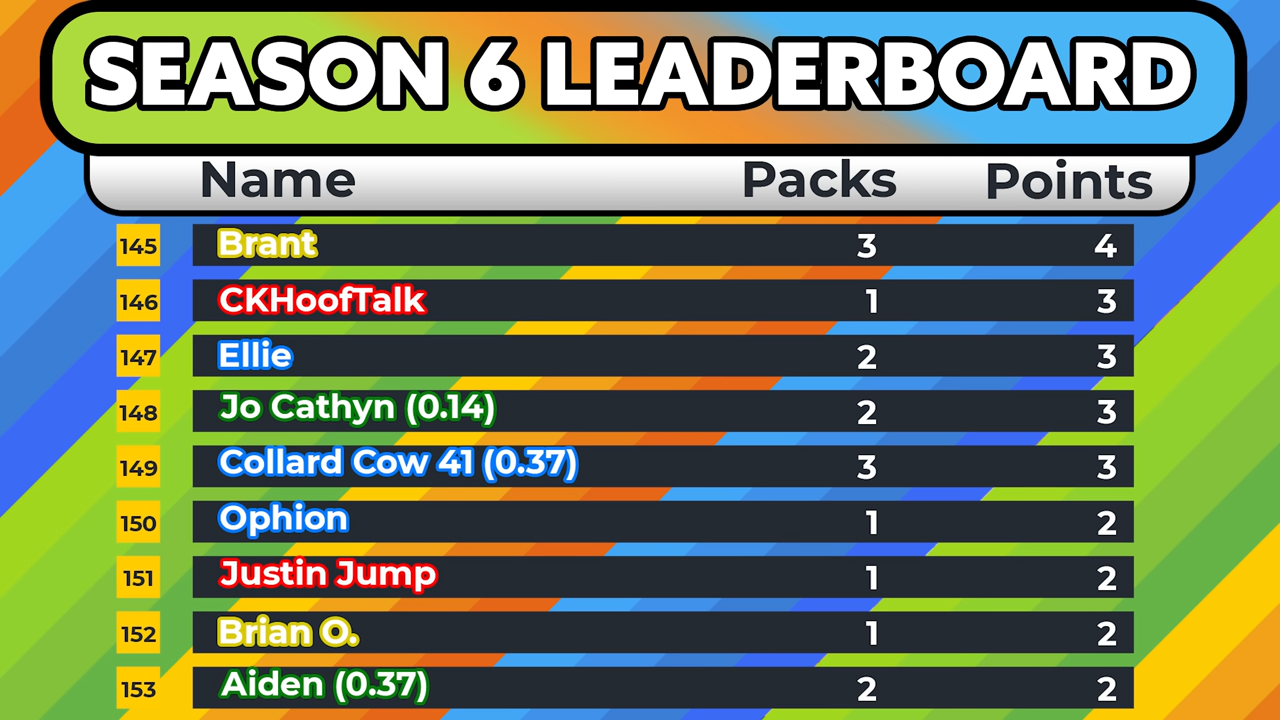 SEASON 6 LEADERBOARD
Name Packs Points
145 Brant 3 4
146 CKHoofTalk 1 3
147 Ellie 2 3
148 Jo Cathyn (0.14) 2 3
149 Collard Cow 41 (0.37) 3 3
150 Ophion 1 2
151 Justin Jump 1 2
152 Brian O. 1 2
153 Aiden (0.37) 2 2